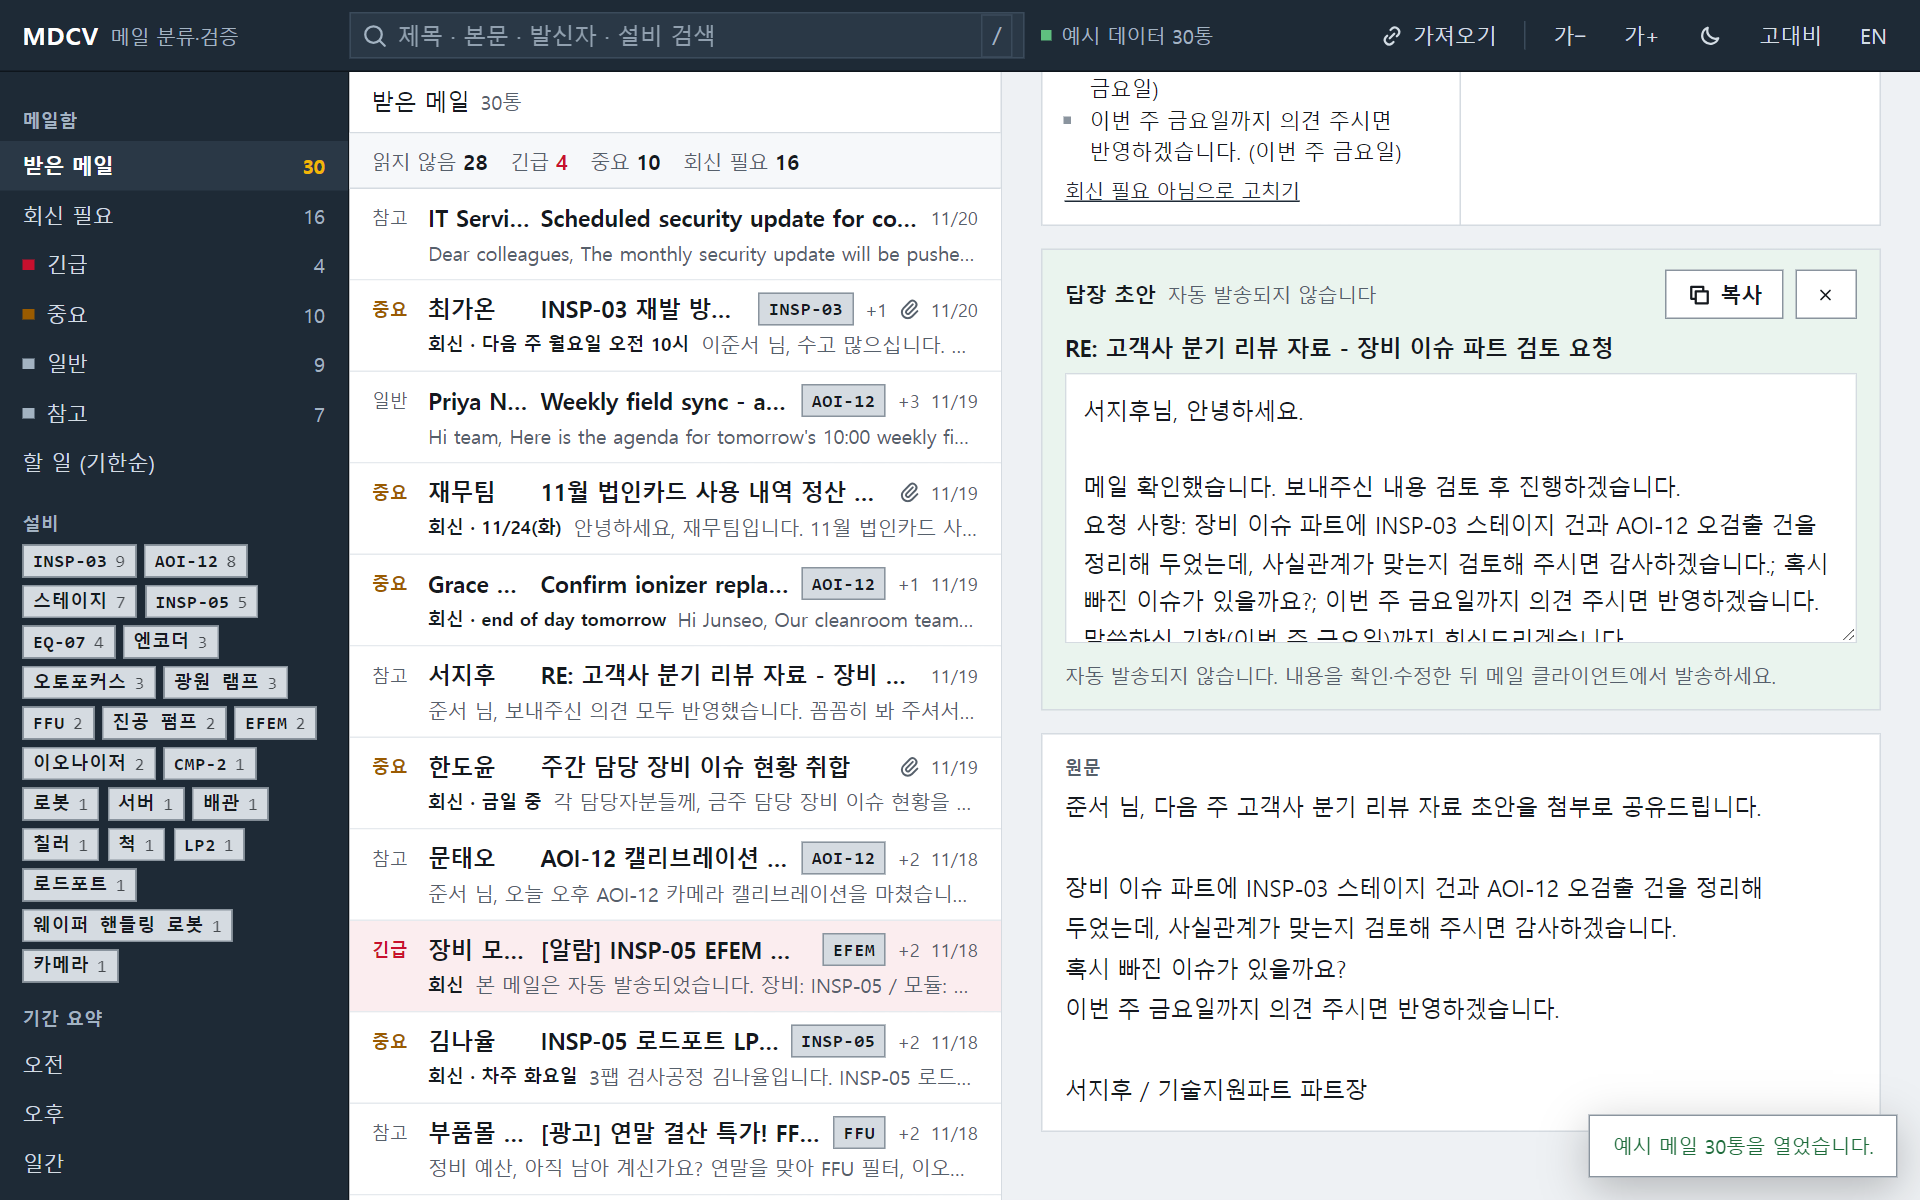 MDCV 메일 분류·검증
제목 · 본문 · 발신자 · 설비 검색 /
예시 데이터 30통
가져오기
가-
가+
고대비
EN
메일함
받은 메일 30
회신 필요 16
긴급 4
중요 10
일반 9
참고 7
할 일 (기한순)
설비
INSP-03 9 AOI-12 8
스테이지 7 INSP-05 5
EQ-07 4 엔코더 3
오토포커스 3 광원 램프 3
FFU 2 진공 펌프 2 EFEM 2
이오나이저 2 CMP-2 1
로봇 1 서버 1 배관 1
칠러 1 척 1 LP2 1
로드포트 1
웨이퍼 핸들링 로봇 1
카메라 1
기간 요약
오전
오후
일간
받은 메일 30통
읽지 않음 28 긴급 4 중요 10 회신 필요 16
참고 IT Servi... Scheduled security update for co... 11/20
Dear colleagues, The monthly security update will be pushe...
중요 최가온 INSP-03 재발 방... INSP-03 +1 11/20
회신 · 다음 주 월요일 오전 10시 이준서 님, 수고 많으십니다. ...
일반 Priya N... Weekly field sync - a... AOI-12 +3 11/19
Hi team, Here is the agenda for tomorrow's 10:00 weekly fi...
중요 재무팀 11월 법인카드 사용 내역 정산 ... 11/19
회신 · 11/24(화) 안녕하세요, 재무팀입니다. 11월 법인카드 사...
중요 Grace ... Confirm ionizer repla... AOI-12 +1 11/19
회신 · end of day tomorrow Hi Junseo, Our cleanroom team...
참고 서지후 RE: 고객사 분기 리뷰 자료 - 장비 ... 11/19
준서 님, 보내주신 의견 모두 반영했습니다. 꼼꼼히 봐 주셔서...
중요 한도윤 주간 담당 장비 이슈 현황 취합 11/19
회신 · 금일 중 각 담당자분들께, 금주 담당 장비 이슈 현황을 ...
참고 문태오 AOI-12 캘리브레이션 ... AOI-12 +2 11/18
준서 님, 오늘 오후 AOI-12 카메라 캘리브레이션을 마쳤습니...
긴급 장비 모... [알람] INSP-05 EFEM ... EFEM +2 11/18
회신 본 메일은 자동 발송되었습니다. 장비: INSP-05 / 모듈: ...
중요 김나율 INSP-05 로드포트 LP... INSP-05 +2 11/18
회신 · 차주 화요일 3팹 검사공정 김나율입니다. INSP-05 로드...
참고 부품몰 ... [광고] 연말 결산 특가! FF... FFU +2 11/18
정비 예산, 아직 남아 계신가요? 연말을 맞아 FFU 필터, 이오...
금요일)
이번 주 금요일까지 의견 주시면
반영하겠습니다. (이번 주 금요일)
회신 필요 아님으로 고치기
답장 초안 자동 발송되지 않습니다 복사 ×
RE: 고객사 분기 리뷰 자료 - 장비 이슈 파트 검토 요청
서지후님, 안녕하세요.
메일 확인했습니다. 보내주신 내용 검토 후 진행하겠습니다.
요청 사항: 장비 이슈 파트에 INSP-03 스테이지 건과 AOI-12 오검출 건을
정리해 두었는데, 사실관계가 맞는지 검토해 주시면 감사하겠습니다.; 혹시
빠진 이슈가 있을까요?; 이번 주 금요일까지 의견 주시면 반영하겠습니다.
말씀하신 기한(이번 주 금요일)까지 회신드리겠습니다.
자동 발송되지 않습니다. 내용을 확인·수정한 뒤 메일 클라이언트에서 발송하세요.
원문
준서 님, 다음 주 고객사 분기 리뷰 자료 초안을 첨부로 공유드립니다.
장비 이슈 파트에 INSP-03 스테이지 건과 AOI-12 오검출 건을 정리해
두었는데, 사실관계가 맞는지 검토해 주시면 감사하겠습니다.
혹시 빠진 이슈가 있을까요?
이번 주 금요일까지 의견 주시면 반영하겠습니다.
서지후 / 기술지원파트 파트장
예시 메일 30통을 열었습니다.